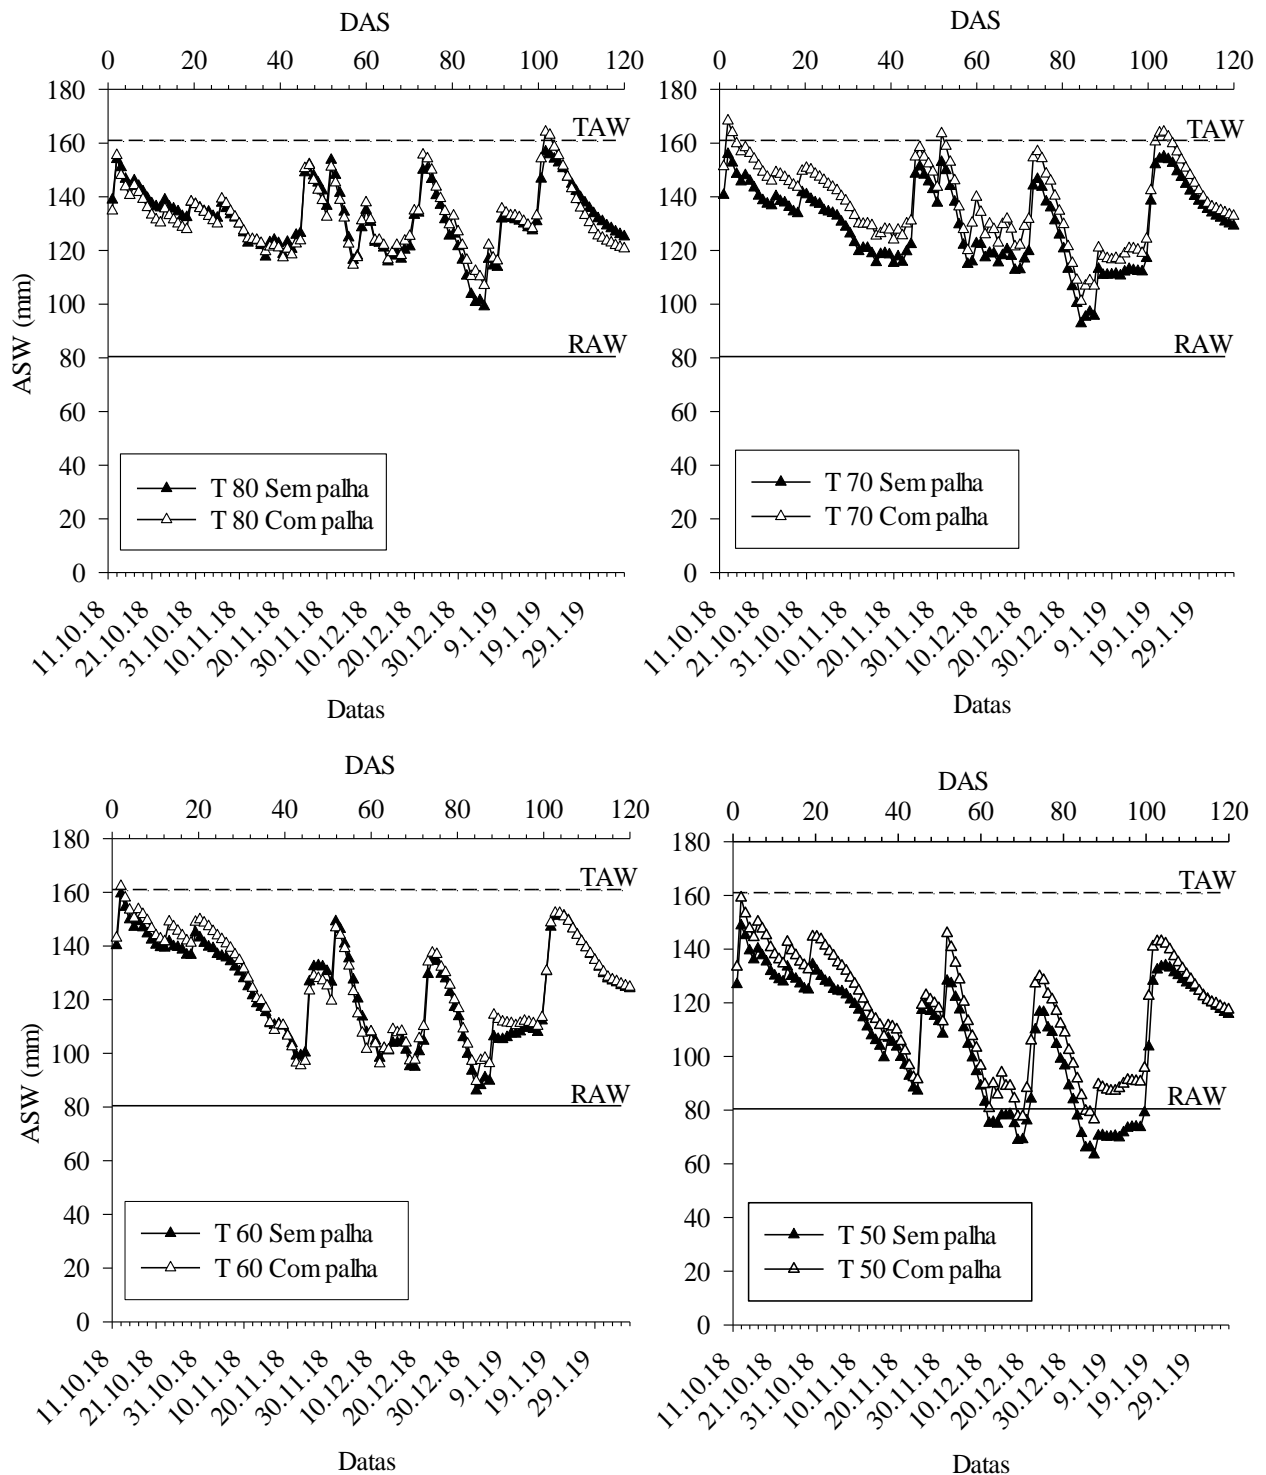 DAS
0 20 40 60 80 100 120
180
160
140
120
100
80
60
40
20
0
ASW (mm)
TAW
RAW
T 80 Sem palha
T 80 Com palha
11.10.18 21.10.18 31.10.18 10.11.18 20.11.18 30.11.18 10.12.18 20.12.18 30.12.18 9.1.19 19.1.19 29.1.19
Datas
DAS
0 20 40 60 80 100 120
180
160
140
120
100
80
60
40
20
0
TAW
RAW
T 70 Sem palha
T 70 Com palha
11.10.18 21.10.18 31.10.18 10.11.18 20.11.18 30.11.18 10.12.18 20.12.18 30.12.18 9.1.19 19.1.19 29.1.19
Datas
DAS
0 20 40 60 80 100 120
180
160
140
120
100
80
60
40
20
0
ASW (mm)
TAW
RAW
T 60 Sem palha
T 60 Com palha
11.10.18 21.10.18 31.10.18 10.11.18 20.11.18 30.11.18 10.12.18 20.12.18 30.12.18 9.1.19 19.1.19 29.1.19
Datas
DAS
0 20 40 60 80 100 120
180
160
140
120
100
80
60
40
20
0
TAW
RAW
T 50 Sem palha
T 50 Com palha
11.10.18 21.10.18 31.10.18 10.11.18 20.11.18 30.11.18 10.12.18 20.12.18 30.12.18 9.1.19 19.1.19 29.1.19
Datas